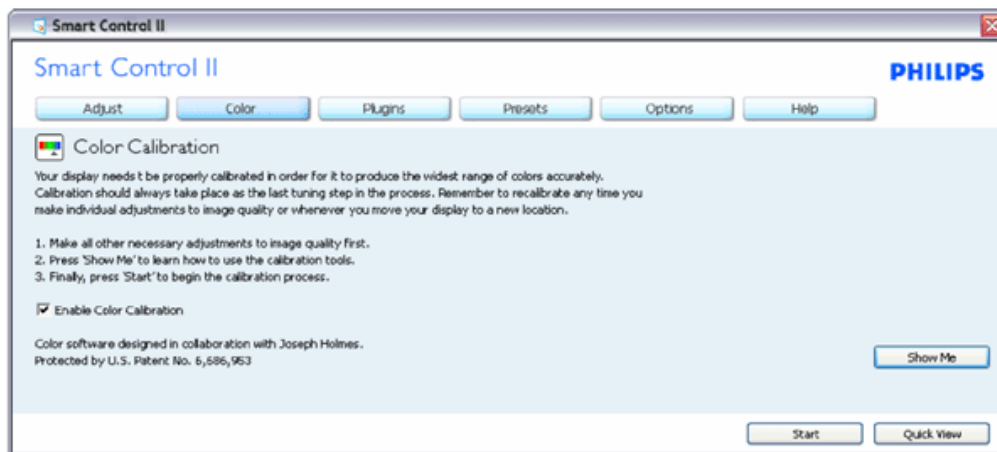 Smart Control II
Smart Control II
PHILIPS
Adjust Color Plugins Presets Options Help
Color Calibration
Your display needs t be properly calibrated in order for it to produce the widest range of colors accurately.
Calibration should always take place as the last tuning step in the process. Remember to recalibrate any time you
make individual adjustments to image quality or whenever you move your display to a new location.
1. Make all other necessary adjustments to image quality first.
2. Press 'Show Me' to learn how to use the calibration tools.
3. Finally, press 'Start' to begin the calibration process.
Enable Color Calibration
Color software designed in collaboration with Joseph Holmes.
Protected by U.S. Patent No. 6,686,953
Show Me
Start Quick View